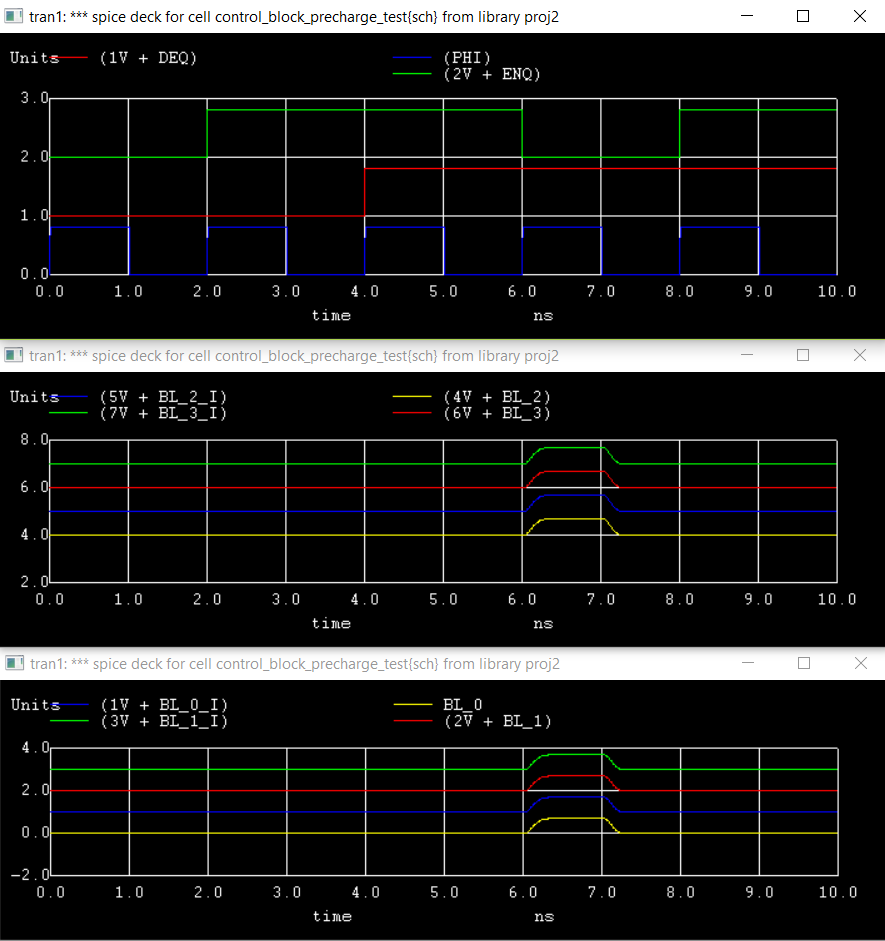 tran1: *** spice deck for cell control_block_precharge_test{sch} from library proj2
Units (1V + DEQ) (PHI)
(2V + ENQ)
3.0
2.0
1.0
0.0
0.0 1.0 2.0 3.0 4.0 5.0 6.0 7.0 8.0 9.0 10.0
time ns
tran1: *** spice deck for cell control_block_precharge_test{sch} from library proj2
Units (5V + BL_2_I) (4V + BL_2)
(7V + BL_3_I) (6V + BL_3)
8.0
6.0
4.0
2.0
0.0 1.0 2.0 3.0 4.0 5.0 6.0 7.0 8.0 9.0 10.0
time ns
tran1: *** spice deck for cell control_block_precharge_test{sch} from library proj2
Units (1V + BL_0_I) BL_0
(3V + BL_1_I) (2V + BL_1)
4.0
2.0
0.0
-2.0
0.0 1.0 2.0 3.0 4.0 5.0 6.0 7.0 8.0 9.0 10.0
time ns